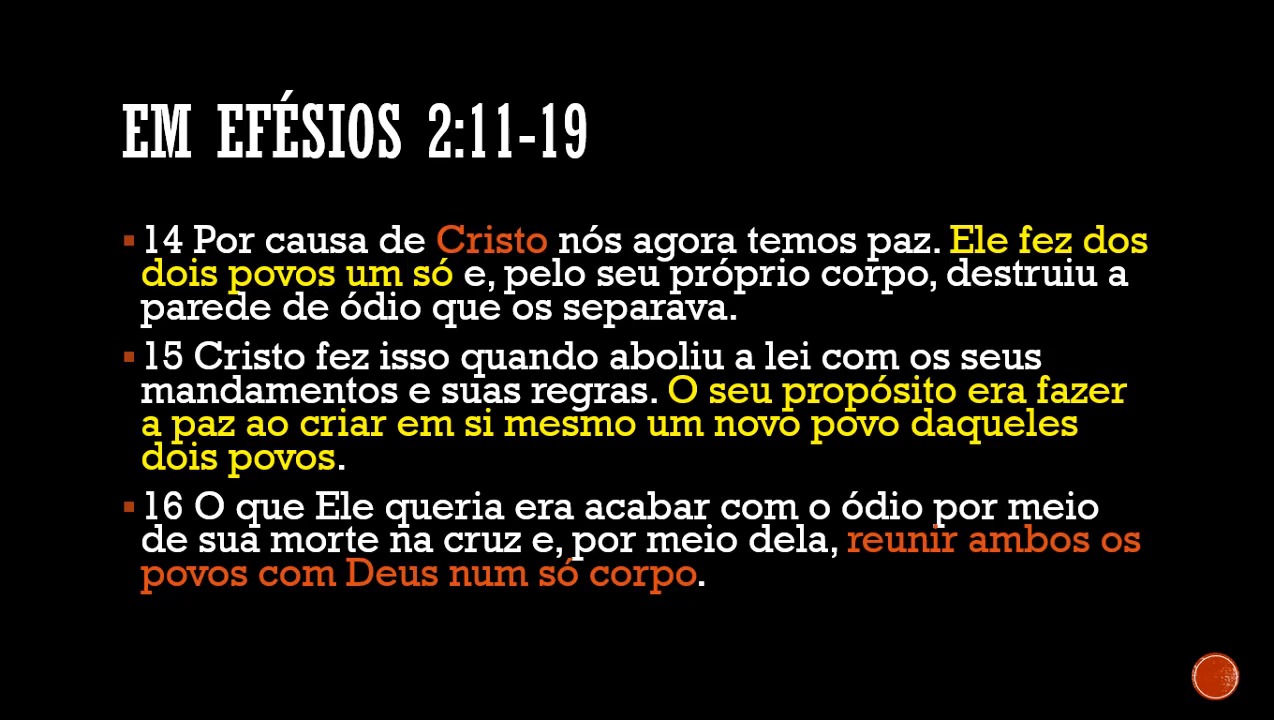 EM EFÉSIOS 2:11-19
▪14 Por causa de Cristo nós agora temos paz. Ele fez dos
dois povos um só e, pelo seu próprio corpo, destruiu a
parede de ódio que os separava.
▪15 Cristo fez isso quando aboliu a lei com os seus
mandamentos e suas regras. O seu propósito era fazer
a paz ao criar em si mesmo um novo povo daqueles
dois povos.
▪16 O que Ele queria era acabar com o ódio por meio
de sua morte na cruz e, por meio dela, reunir ambos os
povos com Deus num só corpo.